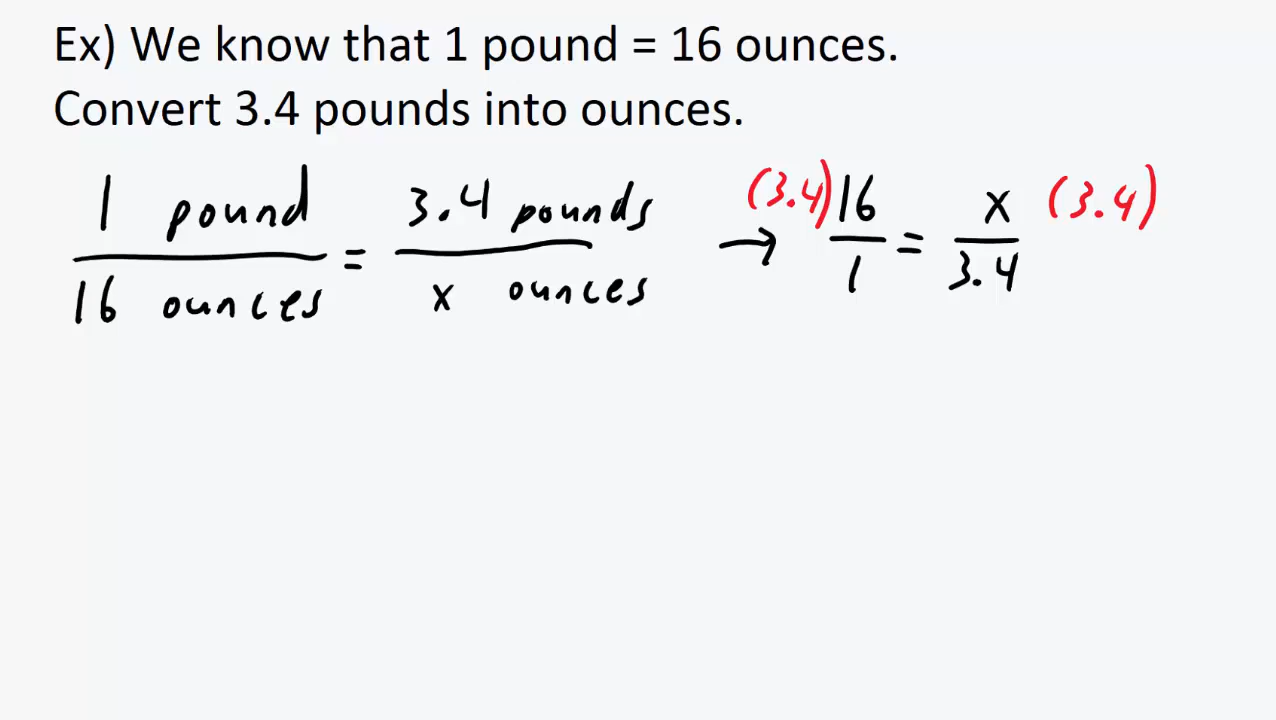 Ex) We know that 1 pound = 16 ounces.
Convert 3.4 pounds into ounces.
1 pound / 16 ounces = 3.4 pounds / x ounces → (3.4) 16 / 1 = x / 3.4 (3.4)